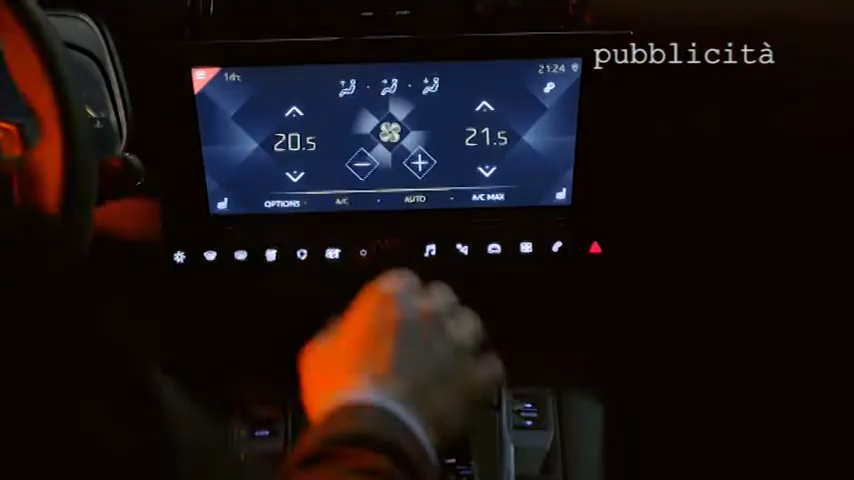 pubblicità
14°c
21:24
20.5
21.5
OPTIONS
A/C
AUTO
A/C MAX